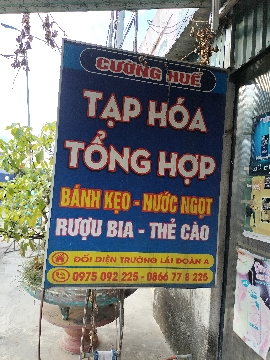 CƯỜNG HUẾ
TẠP HÓA
TỔNG HỢP
BÁNH KẸO - NƯỚC NGỌT
RƯỢU BIA - THẺ CÀO
ĐỐI DIỆN TRƯỜNG LÁI ĐOÀN A
0975 092 225 - 0866 77 8 225